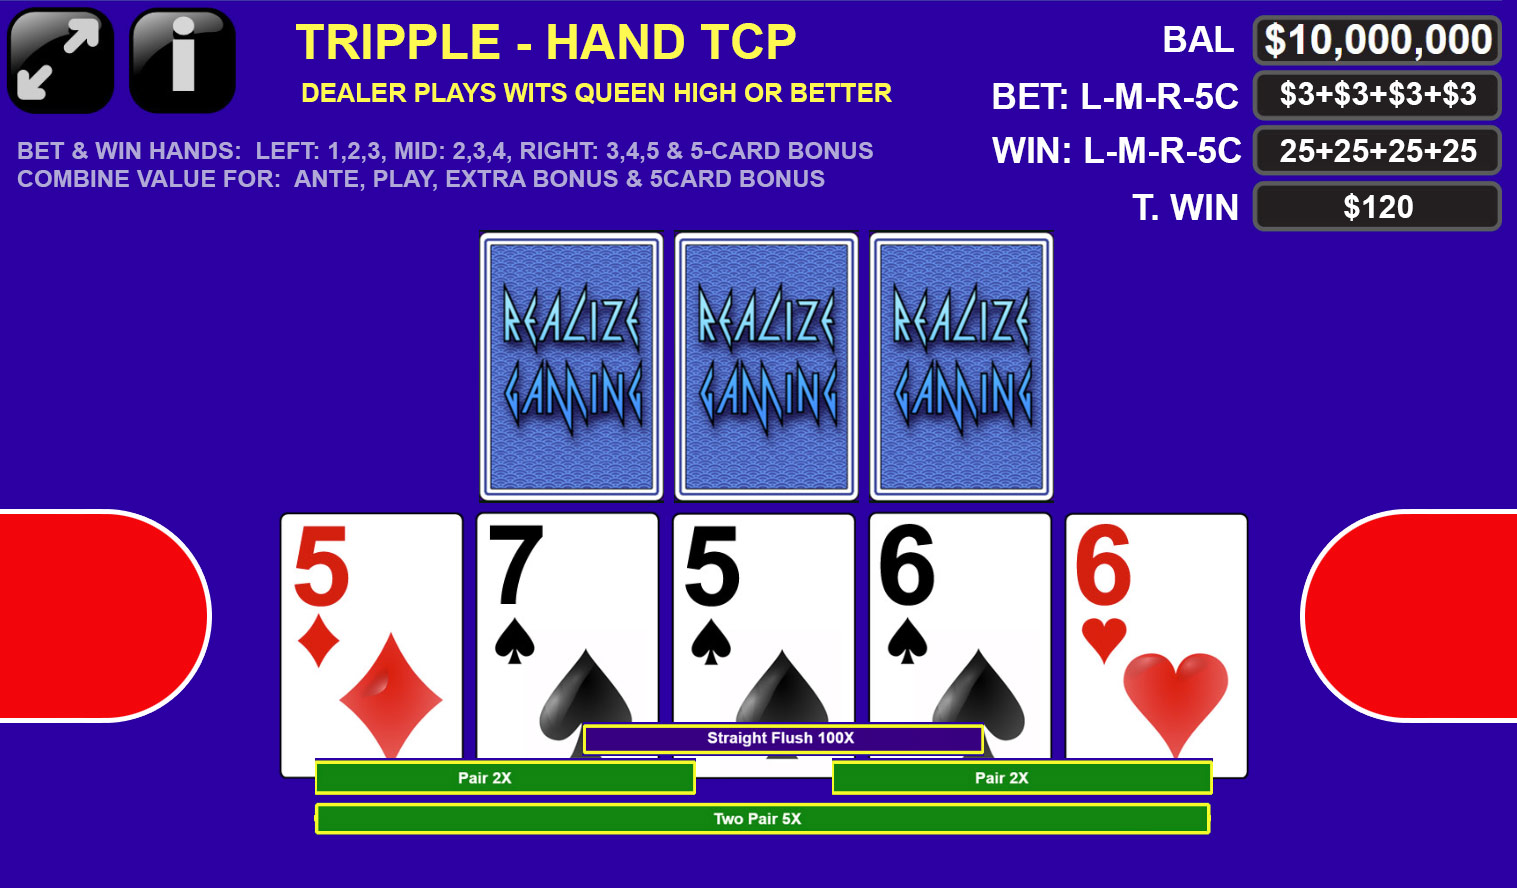 TRIPPLE - HAND TCP
DEALER PLAYS WITS QUEEN HIGH OR BETTER
BAL $10,000,000
BET: L-M-R-5C $3+$3+$3+$3
WIN: L-M-R-5C 25+25+25+25
T. WIN $120
BET & WIN HANDS: LEFT: 1,2,3, MID: 2,3,4, RIGHT: 3,4,5 & 5-CARD BONUS
COMBINE VALUE FOR: ANTE, PLAY, EXTRA BONUS & 5CARD BONUS
REALIZE GAMING REALIZE GAMING REALIZE GAMING
5 7 5 6 6
Straight Flush 100X
Pair 2X Pair 2X
Two Pair 5X